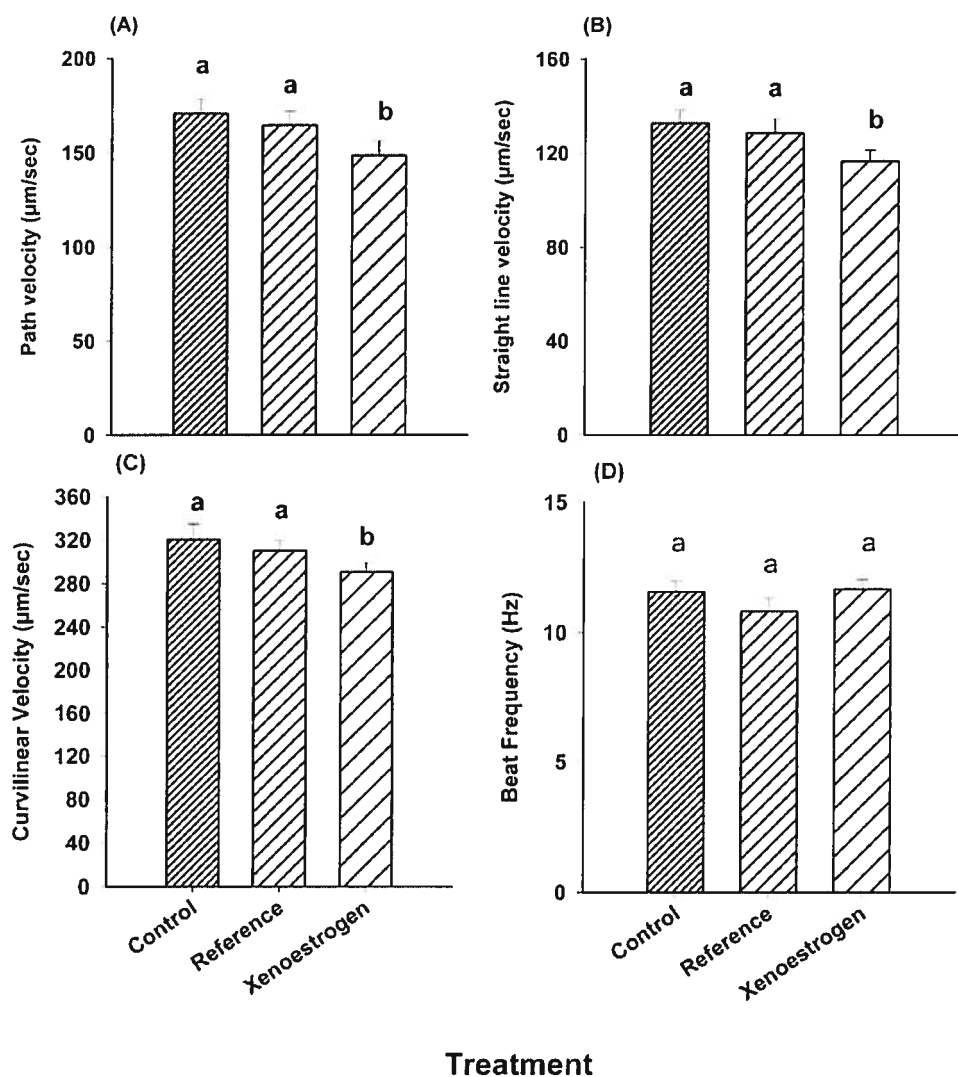 (A)
Path velocity (µm/sec)
200
150
100
50
0
a
a
b
(B)
Straight line velocity (µm/sec)
160
120
80
40
0
a
a
b
(C)
Curvilinear Velocity (µm/sec)
360
320
280
240
200
160
120
80
40
0
a
a
b
Control
Reference
Xenoestrogen
(D)
Beat Frequency (Hz)
15
10
5
0
a
a
a
Control
Reference
Xenoestrogen
Treatment